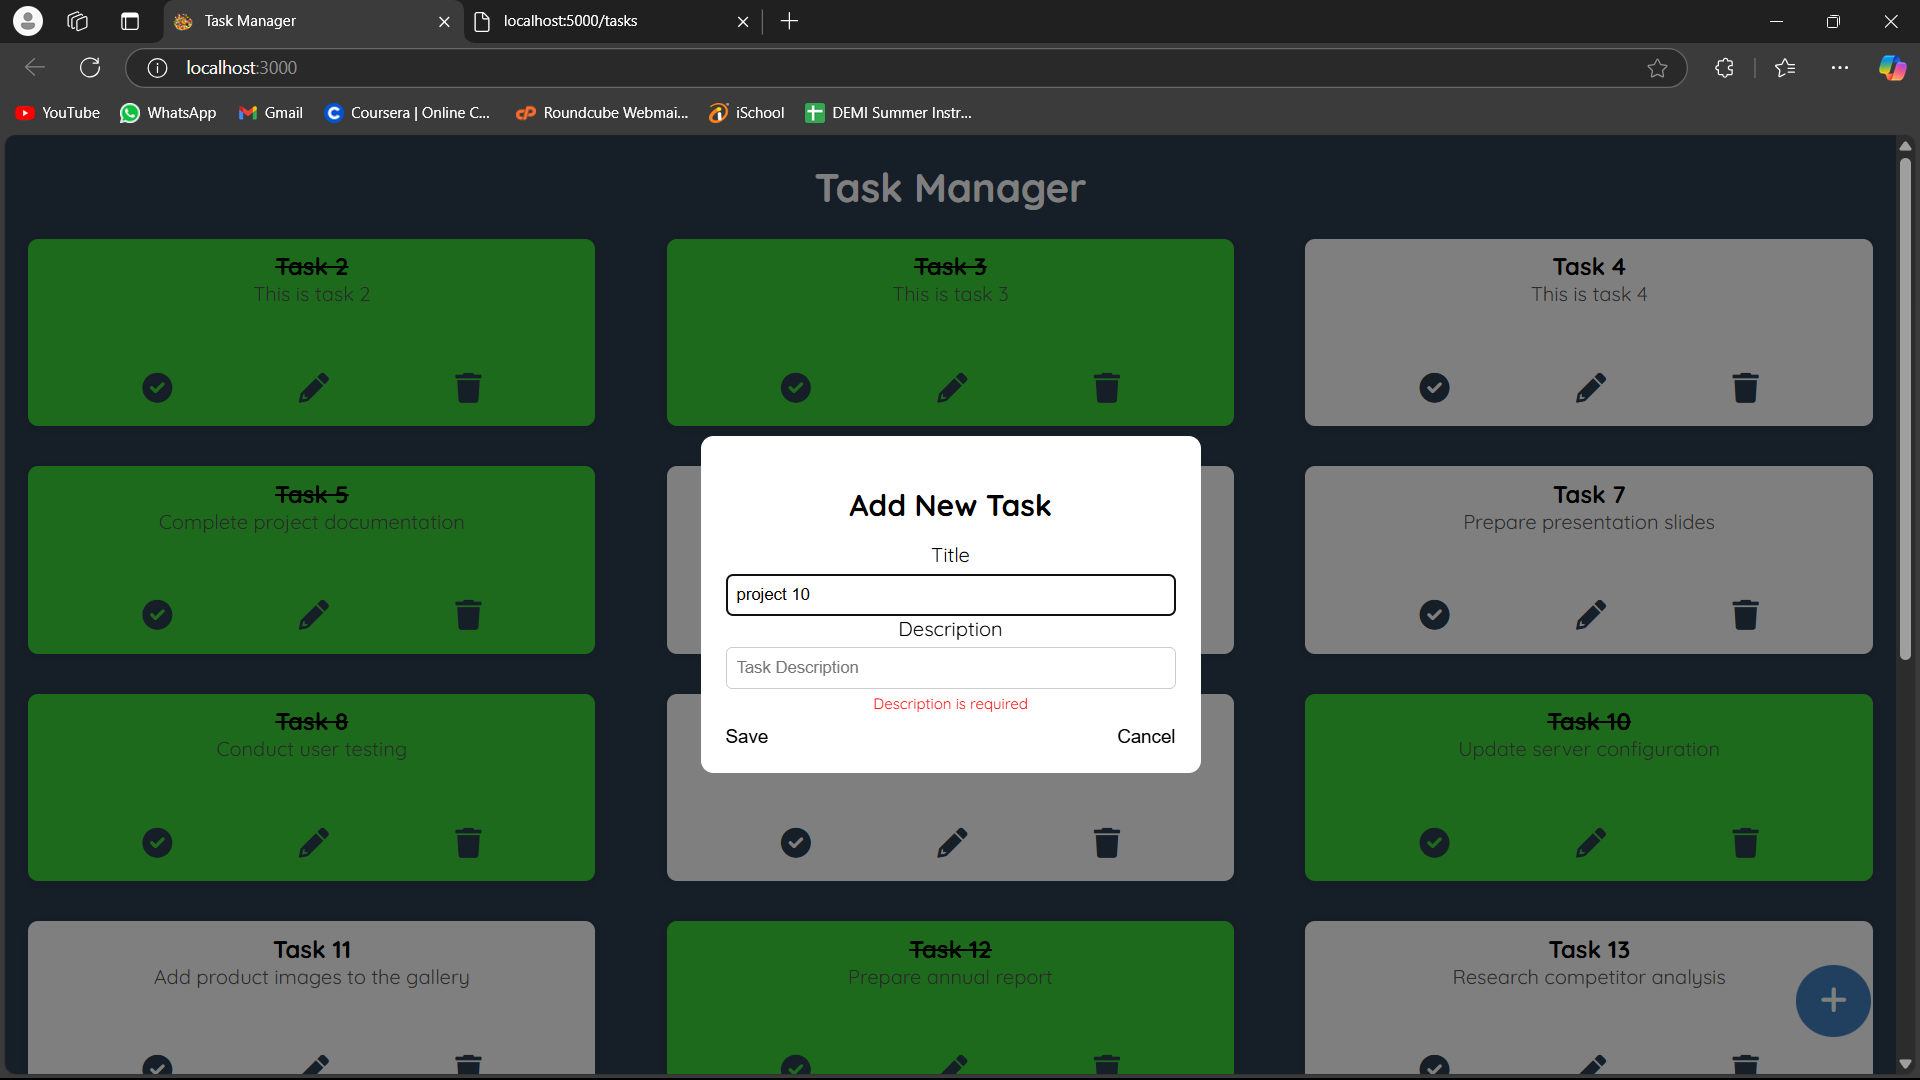 Task Manager
localhost:5000/tasks
localhost:3000
YouTube
WhatsApp
Gmail
Coursera | Online C...
Roundcube Webmai...
iSchool
DEMI Summer Instr...
Task Manager
Task 2
This is task 2
Task 3
This is task 3
Task 4
This is task 4
Task 5
Complete project documentation
Task 7
Prepare presentation slides
Add New Task
Title
project 10
Description
Task Description
Description is required
Save
Cancel
Task 8
Conduct user testing
Task 10
Update server configuration
Task 11
Add product images to the gallery
Task 12
Prepare annual report
Task 13
Research competitor analysis